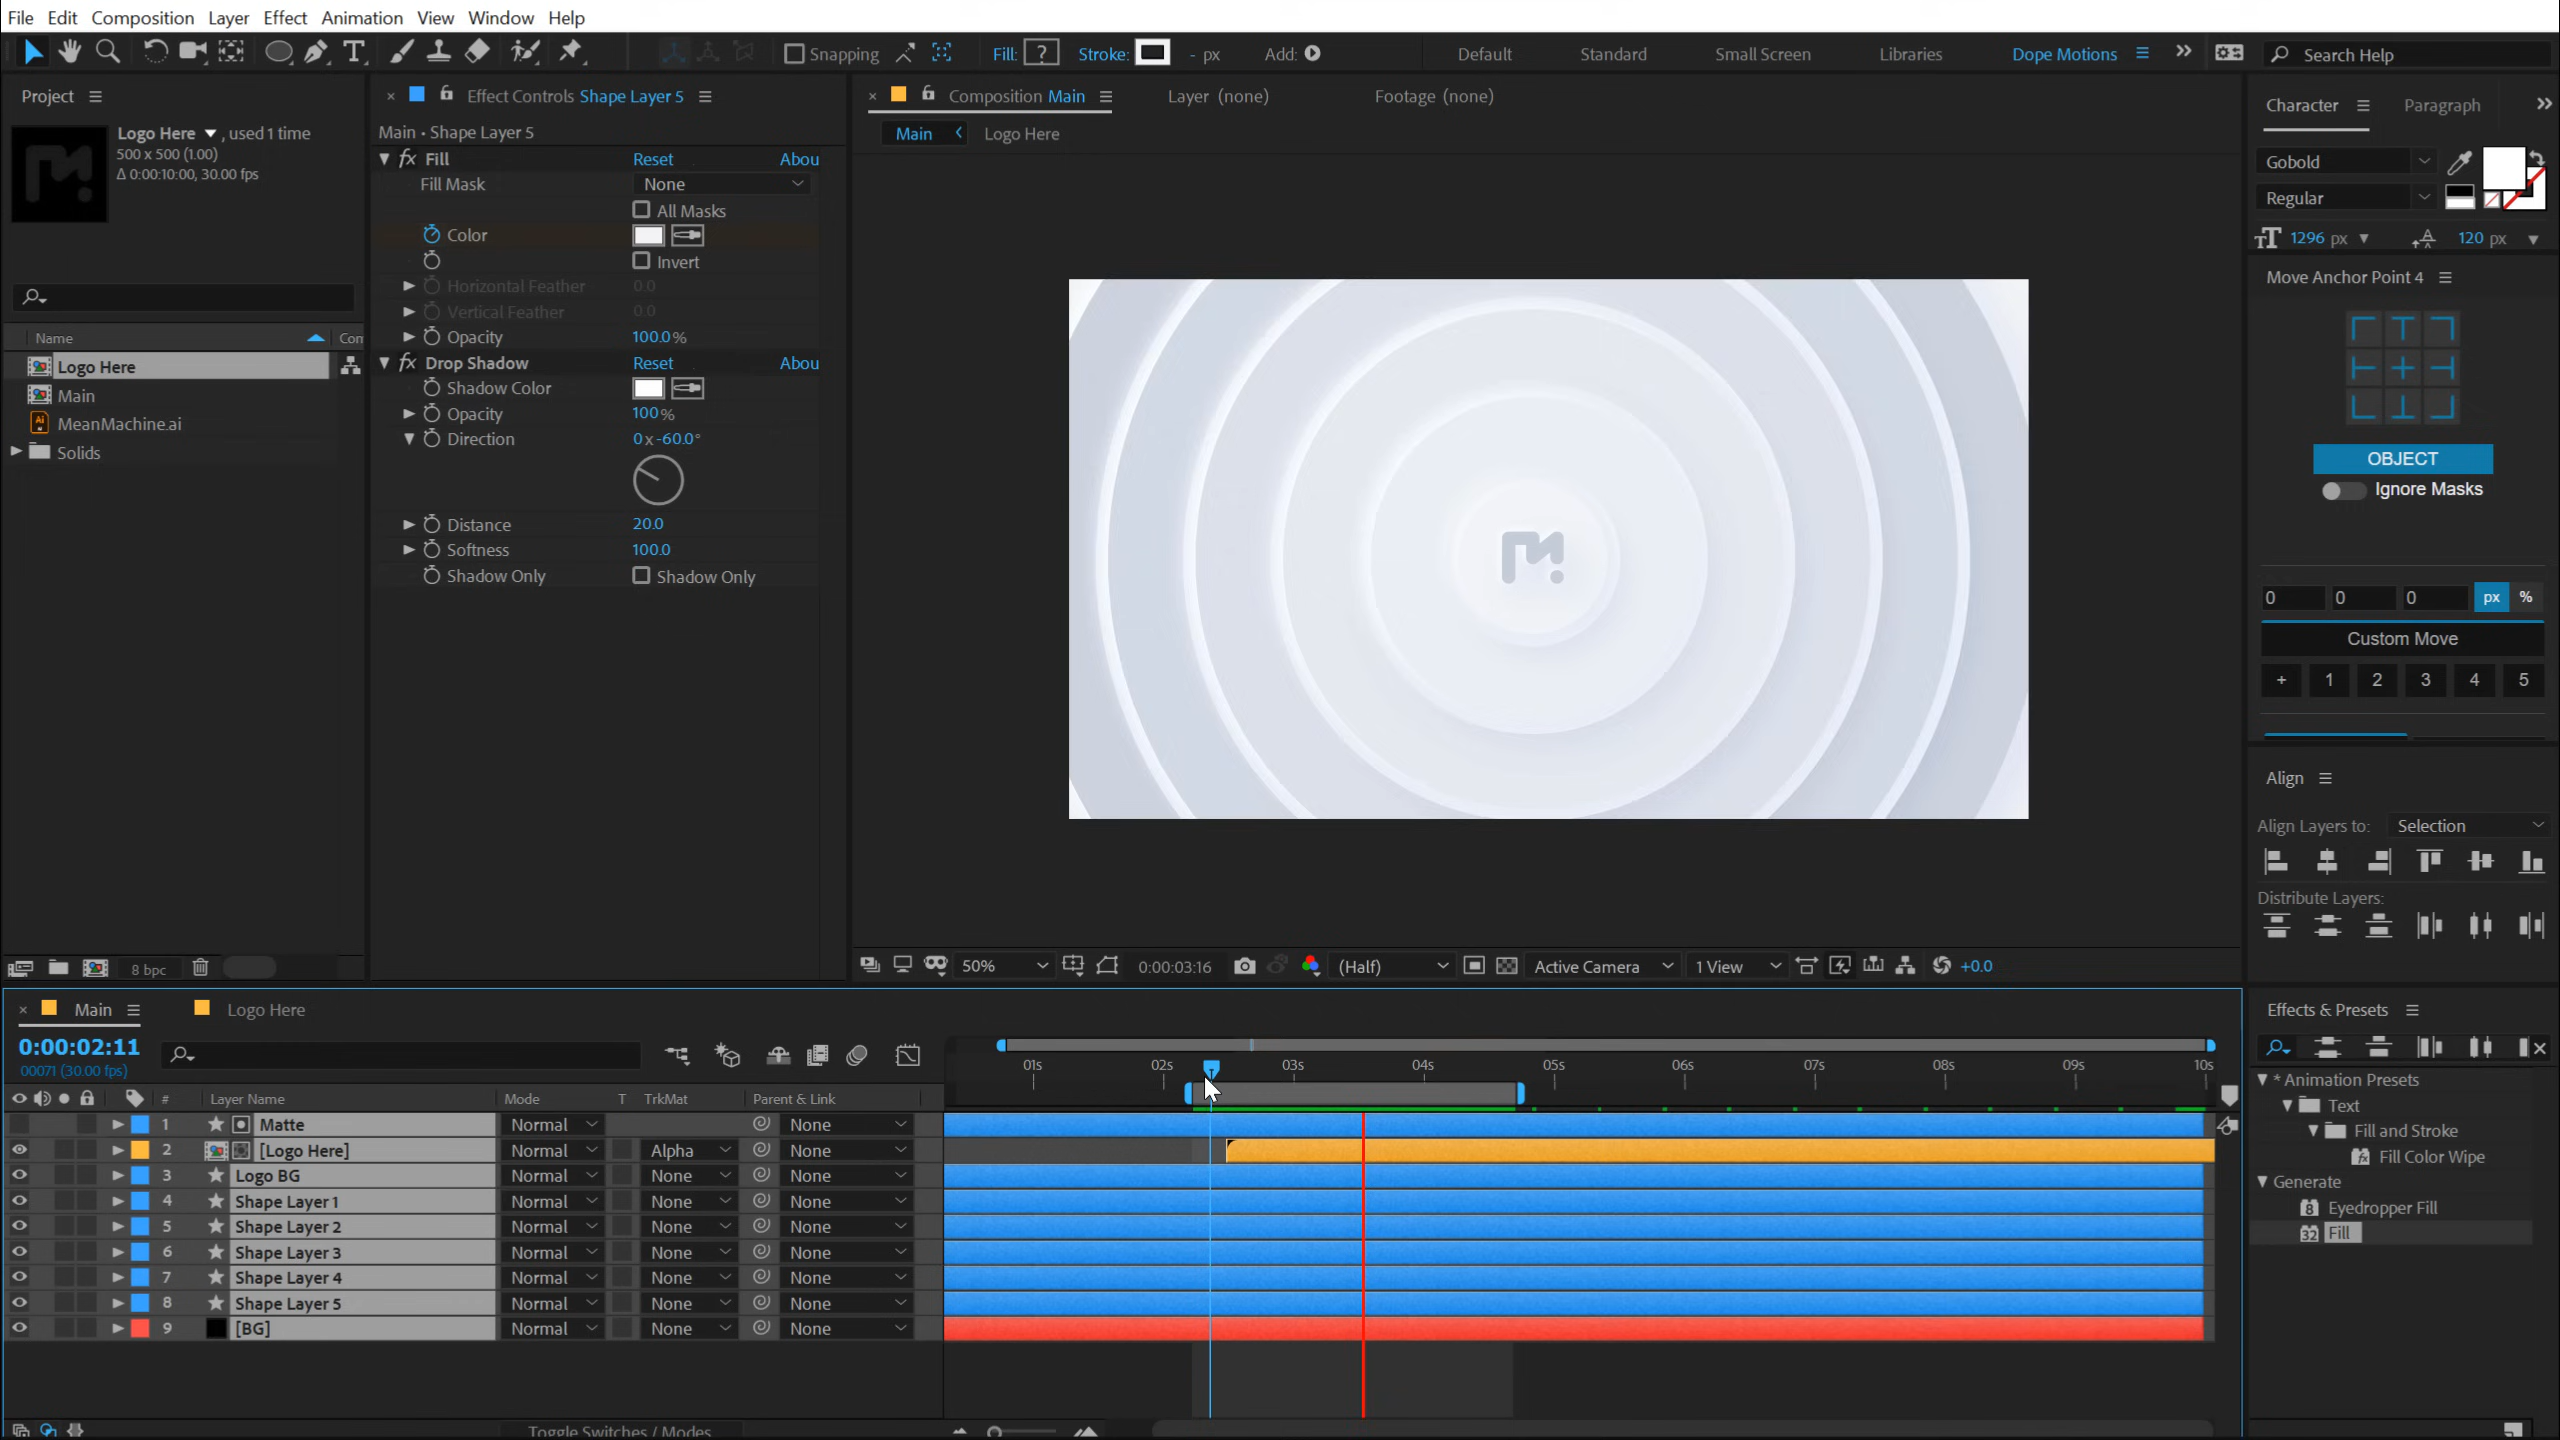 File Edit Composition Layer Effect Animation View Window Help
Snapping Fill: ? Stroke: - px Add: Default Standard Small Screen Libraries Dope Motions Search Help
Project
Logo Here , used 1 time
500 x 500 (1.00)
Δ 0:00:10:00, 30.00 fps
Name Con
Logo Here
Main
MeanMachine.ai
Solids
8 bpc
Effect Controls Shape Layer 5
Main • Shape Layer 5
fx Fill Reset Abou
Fill Mask None
All Masks
Color
Invert
Horizontal Feather 0.0
Vertical Feather 0.0
Opacity 100.0%
fx Drop Shadow Reset Abou
Shadow Color
Opacity 100%
Direction 0x-60.0°
Distance 20.0
Softness 100.0
Shadow Only Shadow Only
Composition Main Layer (none) Footage (none)
Main Logo Here
50% 0:00:03:16 (Half) Active Camera 1 View +0.0
Character Paragraph
Gobold
Regular
1296 px 120 px
Move Anchor Point 4
OBJECT
Ignore Masks
0 0 0 px %
Custom Move
+ 1 2 3 4 5
Align
Align Layers to: Selection
Distribute Layers:
Main Logo Here
0:00:02:11
00071 (30.00 fps)
01s 02s 03s 04s 05s 06s 07s 08s 09s 10s
# Layer Name Mode T TrkMat Parent & Link
1 Matte Normal None
2 [Logo Here] Normal Alpha None
3 Logo BG Normal None None
4 Shape Layer 1 Normal None None
5 Shape Layer 2 Normal None None
6 Shape Layer 3 Normal None None
7 Shape Layer 4 Normal None None
8 Shape Layer 5 Normal None None
9 [BG] Normal None None
Toggle Switches / Modes
Effects & Presets
* Animation Presets
Text
Fill and Stroke
Fill Color Wipe
Generate
8 Eyedropper Fill
32 Fill